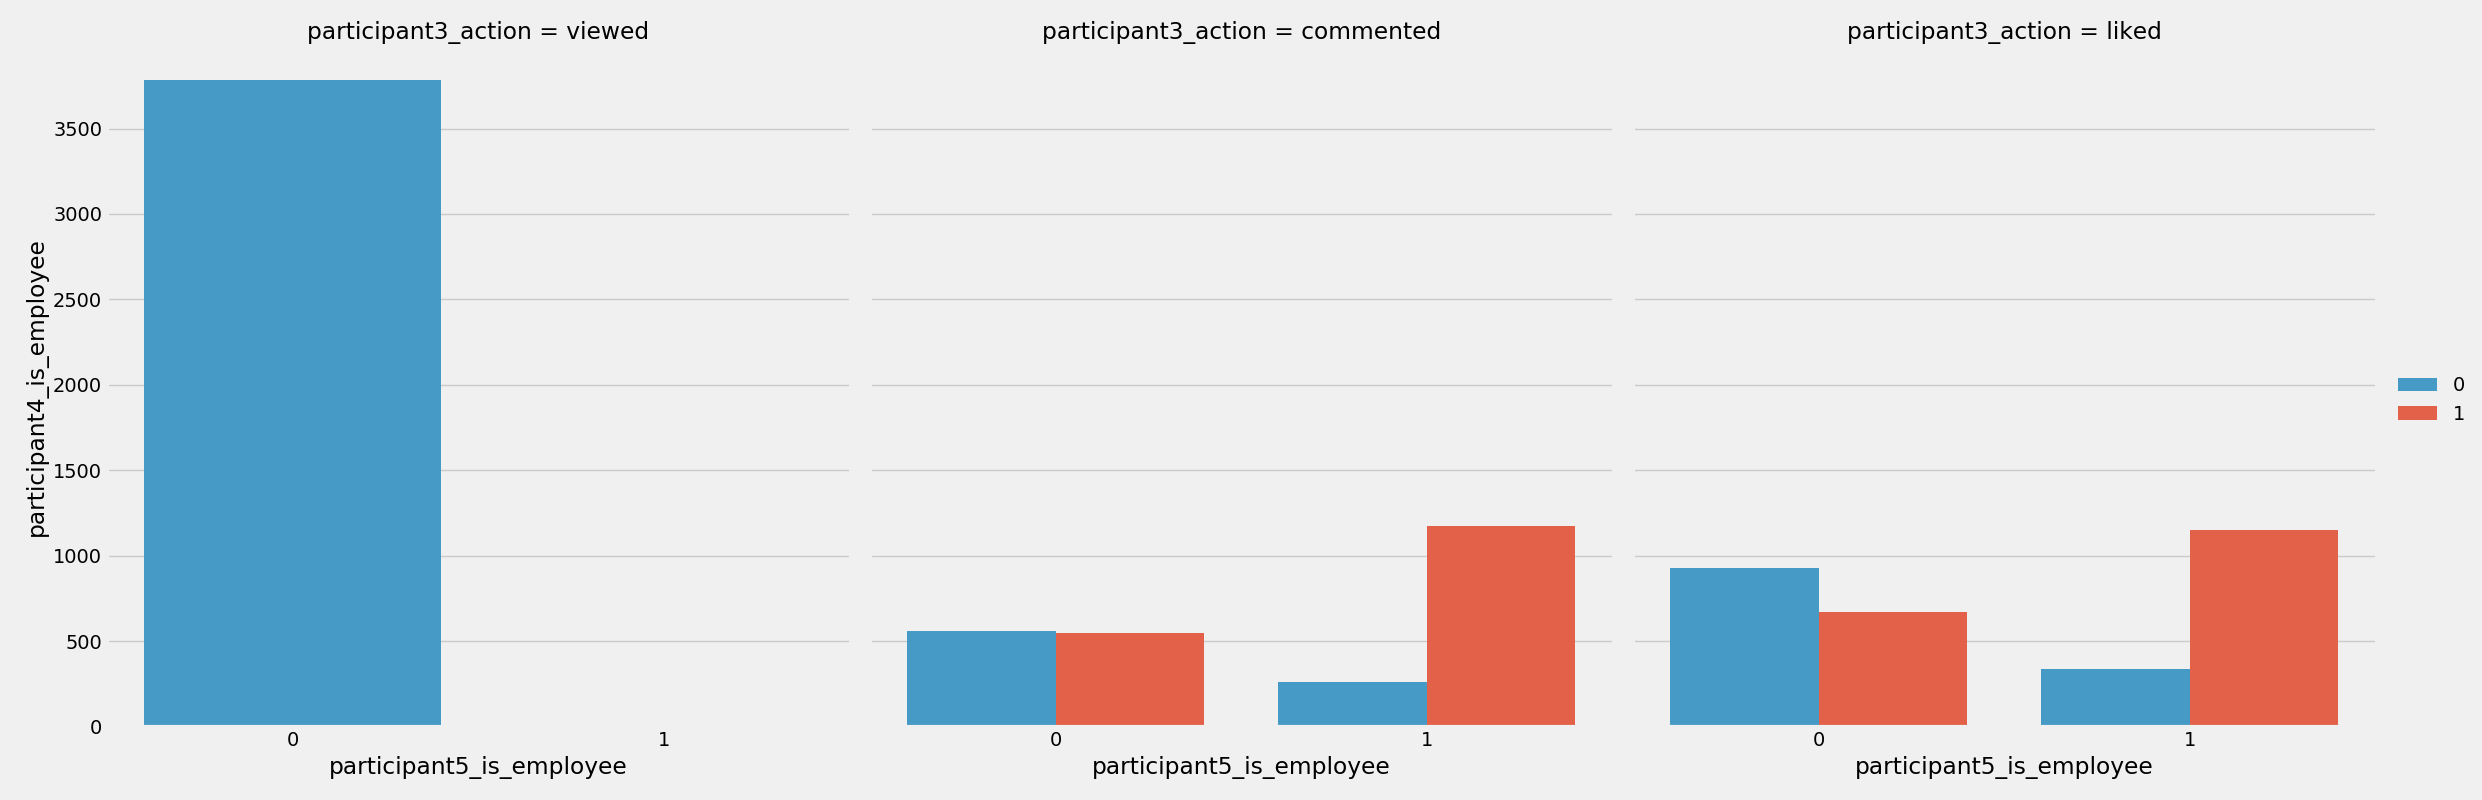 participant3_action = viewed
participant3_action = commented
participant3_action = liked
participant4_is_employee
3500
3000
2500
2000
1500
1000
500
0
0 1
participant5_is_employee
0 1
participant5_is_employee
0 1
participant5_is_employee
0
1